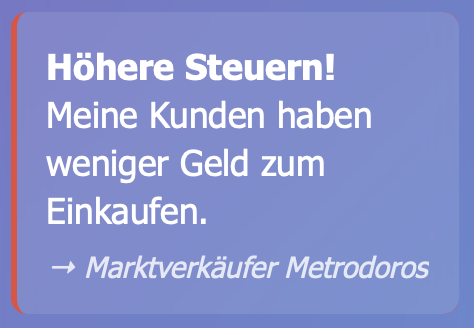 Höhere Steuern!
Meine Kunden haben
weniger Geld zum
Einkaufen.
→ Marktverkäufer Metrodoros